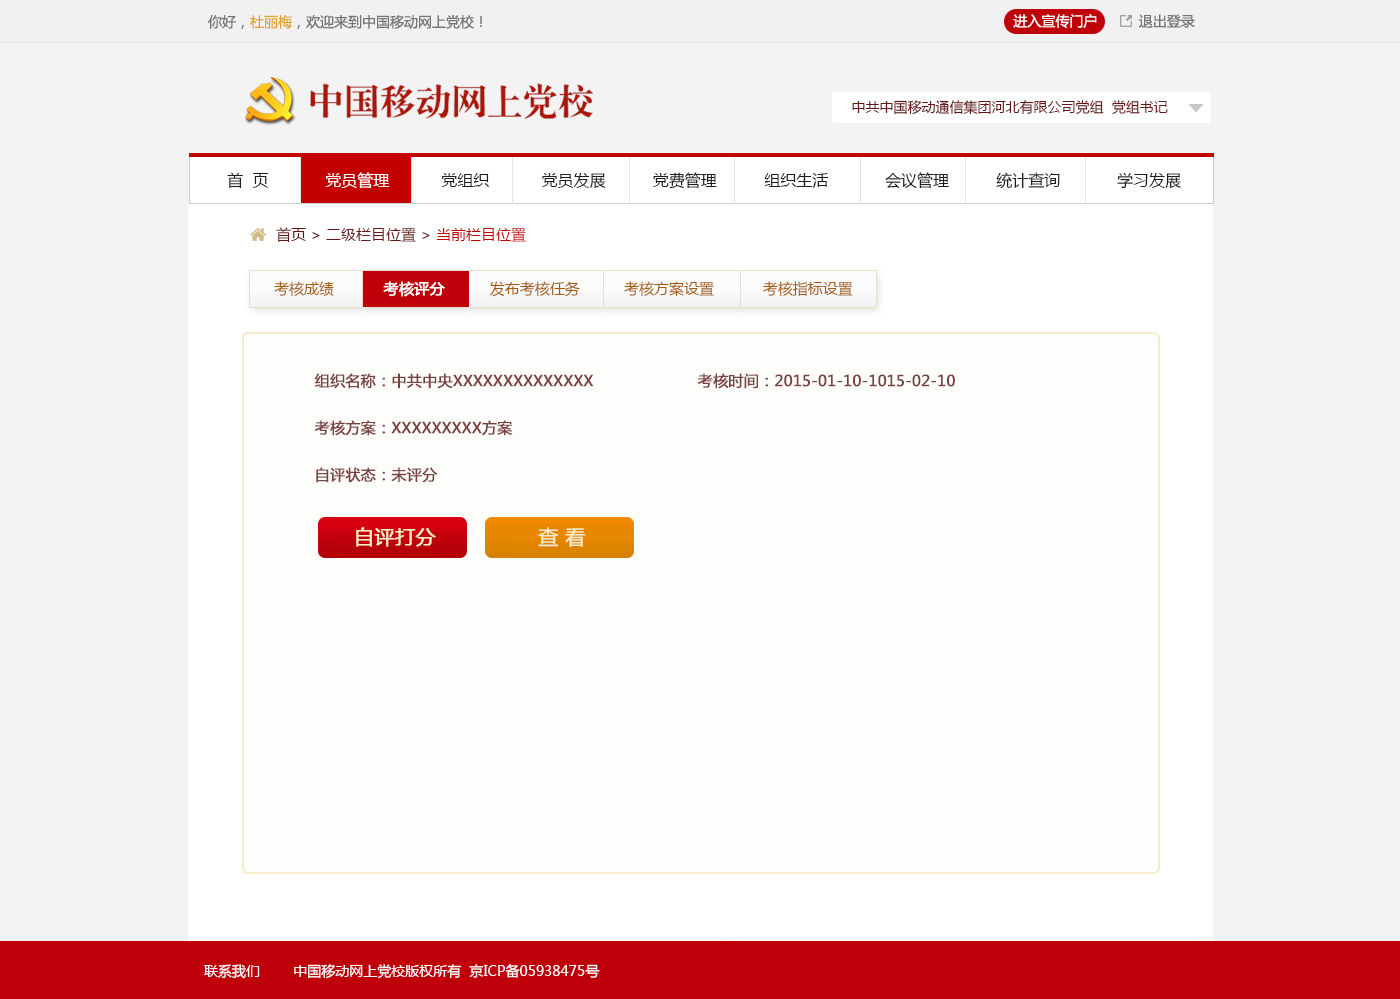 你好，杜丽梅，欢迎来到中国移动网上党校！ 进入宣传门户 退出登录
中国移动网上党校
中共中国移动通信集团河北有限公司党组 党组书记
首 页 党员管理 党组织 党员发展 党费管理 组织生活 会议管理 统计查询 学习发展
首页 > 二级栏目位置 > 当前栏目位置
考核成绩 考核评分 发布考核任务 考核方案设置 考核指标设置
组织名称：中共中央XXXXXXXXXXXXXX 考核时间：2015-01-10-1015-02-10
考核方案：XXXXXXXXX方案
自评状态：未评分
自评打分 查 看
联系我们 中国移动网上党校版权所有 京ICP备05938475号